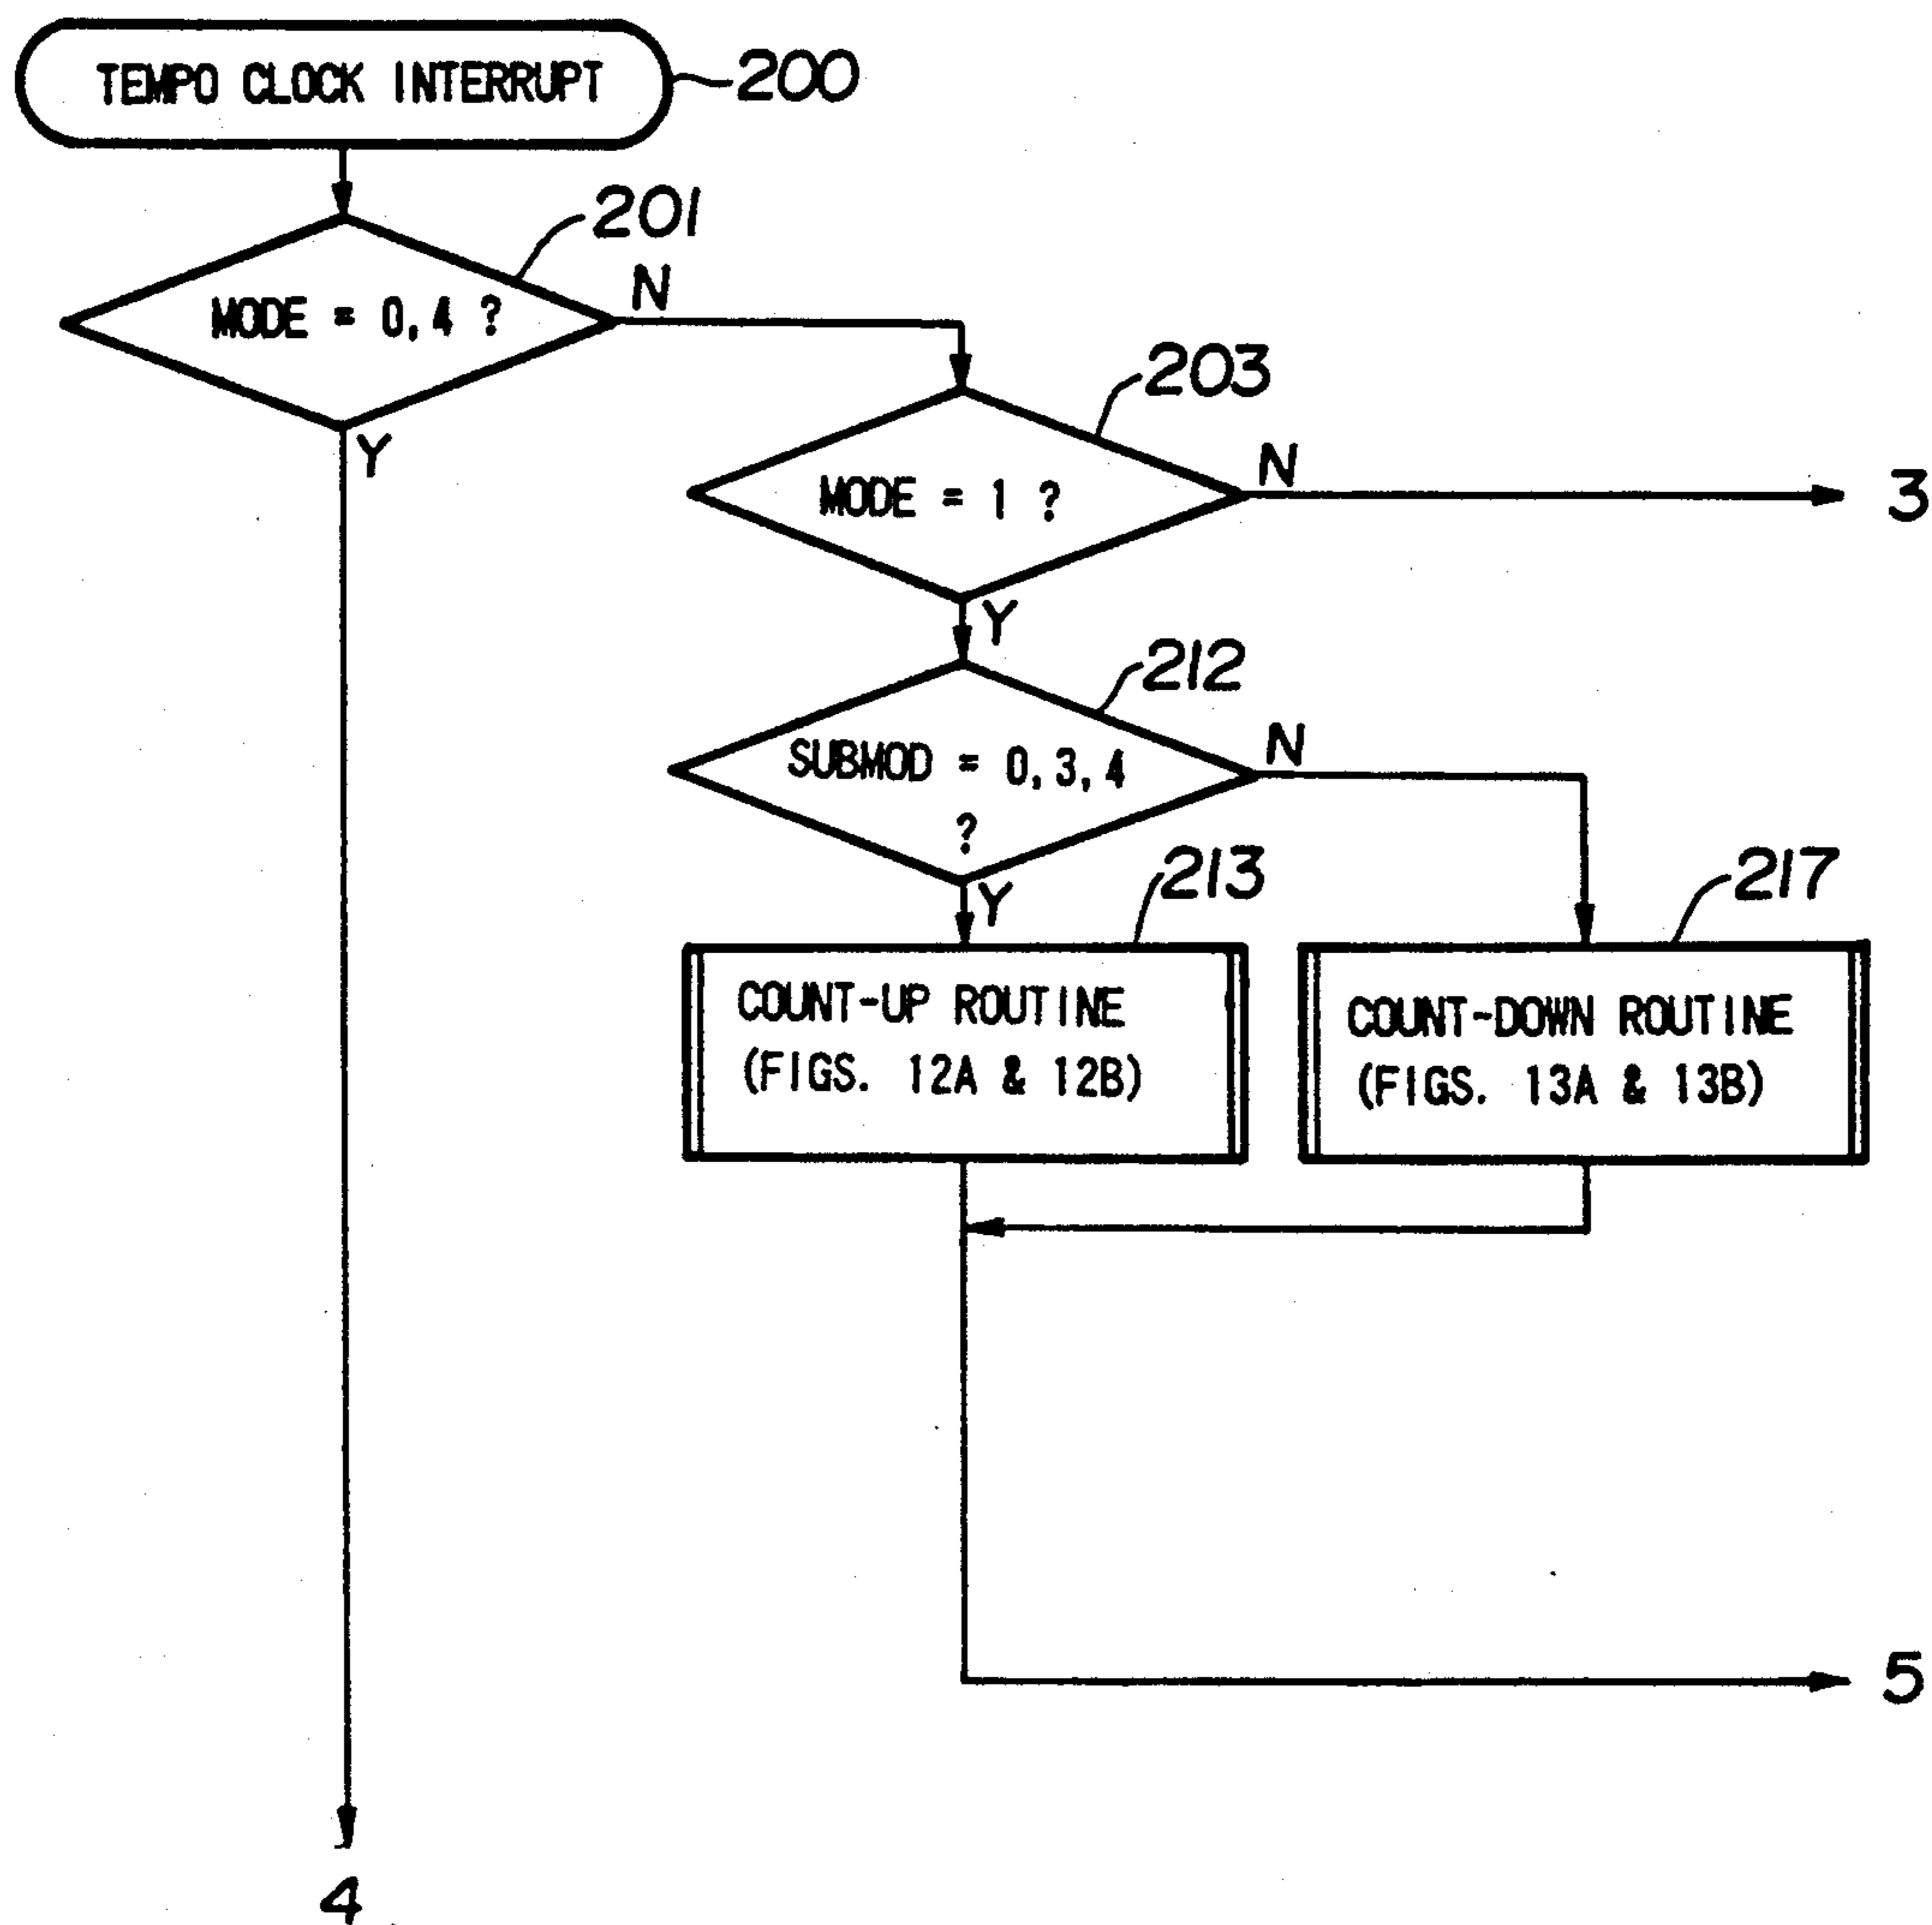 TEMPO CLOCK INTERRUPT
200
201
MODE = 0, 4 ?
N
Y
203
MODE = 1 ?
N
3
Y
212
SUBMOD = 0, 3, 4
?
N
Y
213
217
COUNT-UP ROUTINE
(FIGS. 12A & 12B)
COUNT-DOWN ROUTINE
(FIGS. 13A & 13B)
5
4